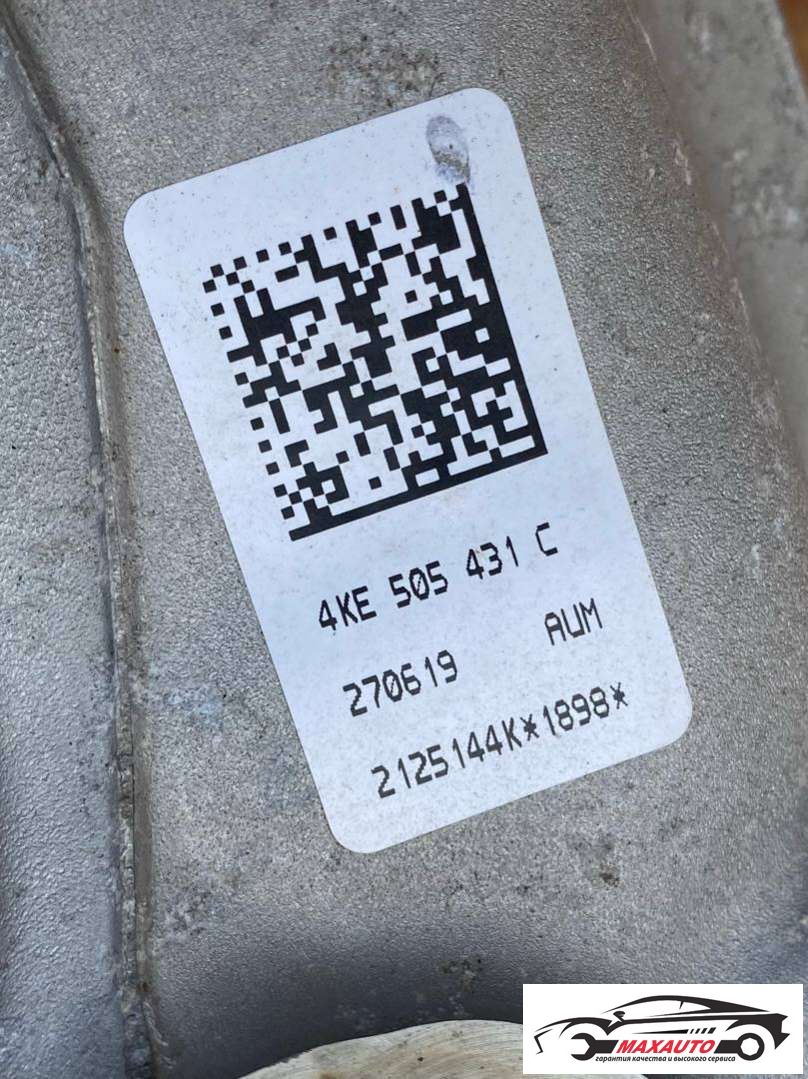 4KE 505 431 C
270619 AUM
2125144K*1898*
MAXAUTO
гарантия качества и высокого сервиса